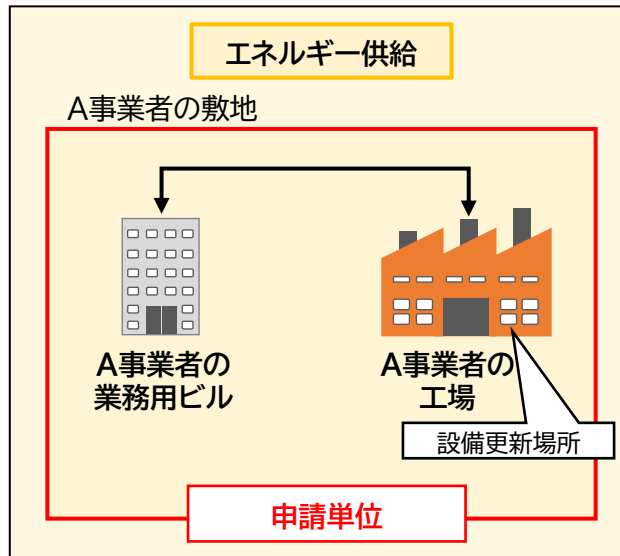 エネルギー供給
A事業者の敷地
A事業者の
業務用ビル
A事業者の
工場
設備更新場所
申請単位